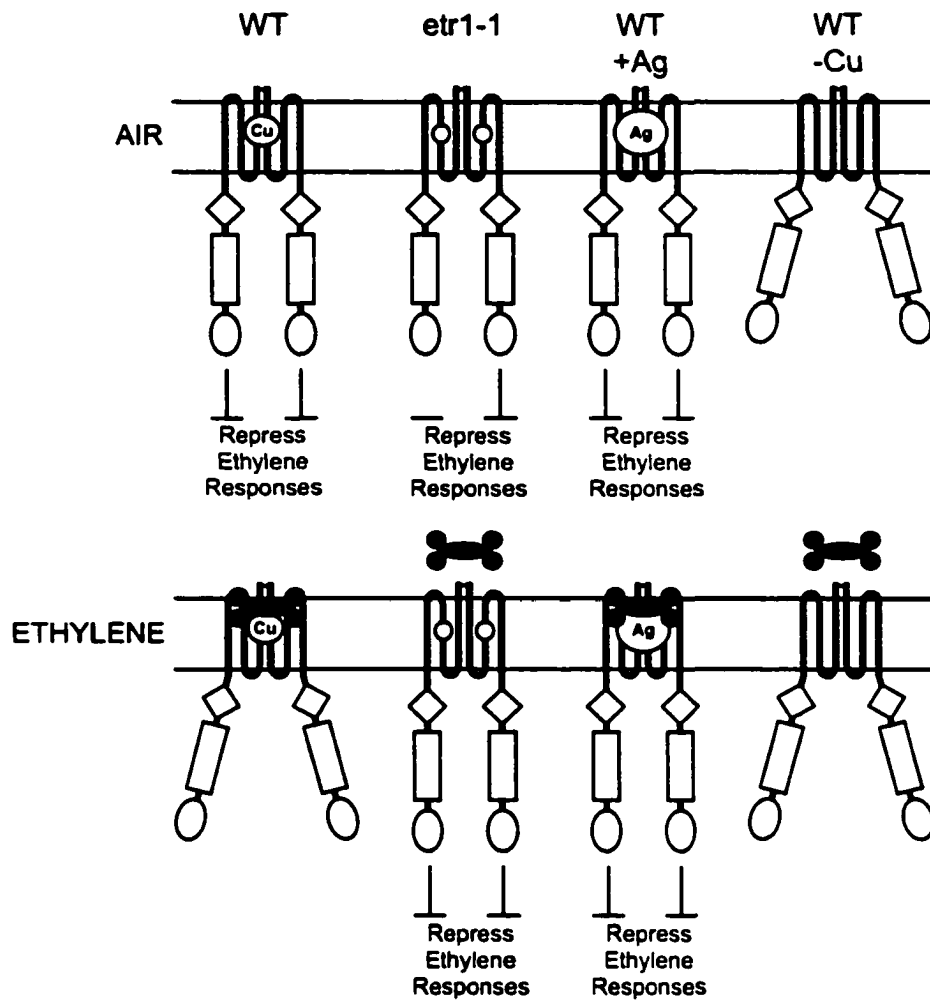 WT
etr1-1
WT
+Ag
WT
-Cu
AIR
Cu
Ag
Repress
Ethylene
Responses
Repress
Ethylene
Responses
Repress
Ethylene
Responses
ETHYLENE
Cu
Ag
Repress
Ethylene
Responses
Repress
Ethylene
Responses